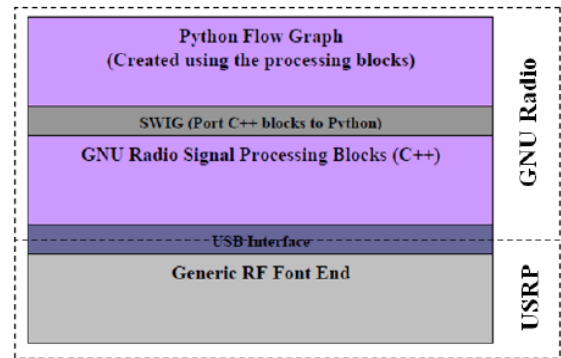 Python Flow Graph
(Created using the processing blocks)
SWIG (Port C++ blocks to Python)
GNU Radio Signal Processing Blocks (C++)
USB Interface
Generic RF Font End
GNU Radio
USRP